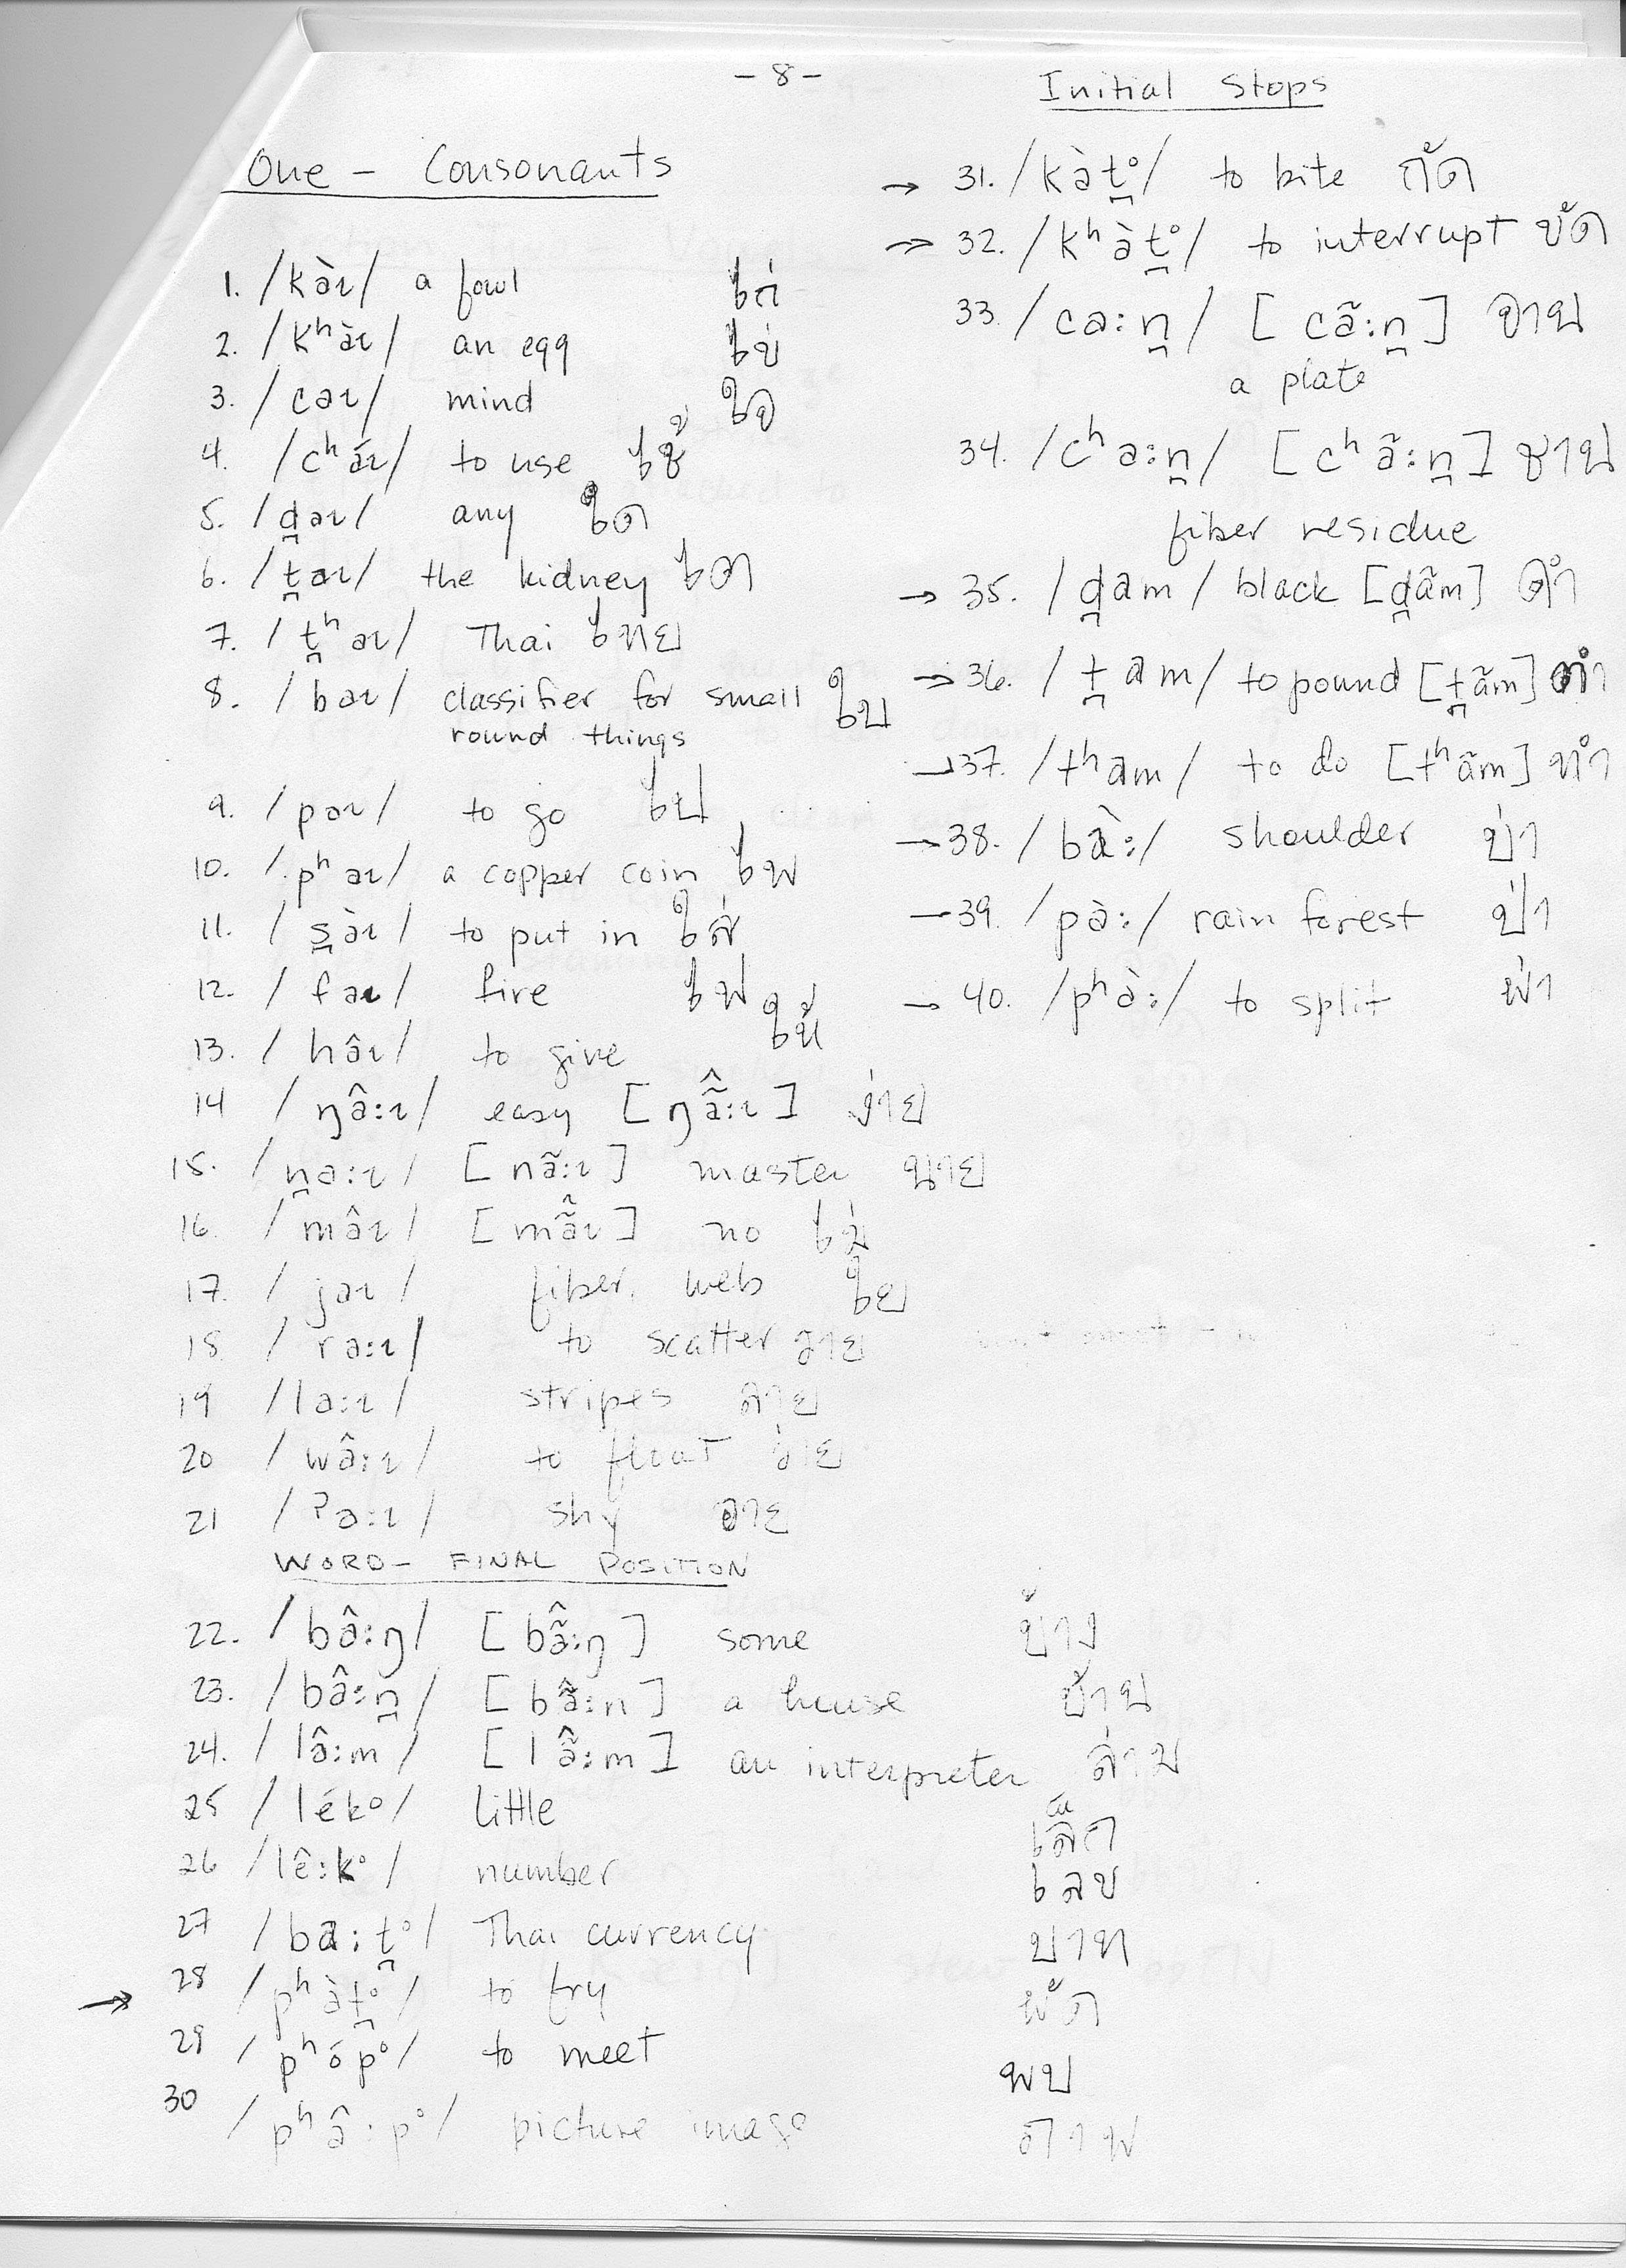 - 8 -
One - Consonants
1. /kàɪ/ a fowl ไก่
2. /kʰàɪ/ an egg ไข่
3. /caɪ/ mind ใจ
4. /cʰáɪ/ to use ใช้
5. /d̪aɪ/ any ใด
6. /t̪aɪ/ the kidney ไต
7. /t̪ʰaɪ/ Thai ไทย
8. /baɪ/ classifier for small ใบ
round things
9. /paɪ/ to go ไป
10. /pʰaɪ/ a copper coin ไพ
11. /s̪àɪ/ to put in ใส่
12. /faɪ/ fire ไฟ
13. /hâɪ/ to give ให้
14 /ŋâ:ɪ/ easy [ŋã̂:ɪ] ง่าย
15. /n̪a:ɪ/ [nã:ɪ] master นาย
16. /mâɪ/ [mã̂ɪ] no ไม่
17. /jaɪ/ fiber, web ใย
18 /ra:ɪ/ to scatter ราย
19 /la:ɪ/ stripes ลาย
20 /wâ:ɪ/ to float ว่าย
21 /ʔa:ɪ/ shy อาย
WORD-FINAL POSITION
22. /bâ:ŋ/ [bã̂:ŋ] some บ้าง
23. /bâ:n̪/ [bã̂:n] a house บ้าน
24. /lâ:m/ [lã̂:m] an interpreter ล่าม
25 /lék°/ little เล็ก
26 /lê:k°/ number เลข
27 /ba:t̪°/ Thai currency บาท
→ 28 /pʰàt̪°/ to fry ผัด
29 /pʰóp°/ to meet พบ
30 /pʰâ:p°/ picture image ภาพ
Initial Stops
→ 31. /kàt̪°/ to bite กัด
→ 32. /kʰàt̪°/ to interrupt ขัด
33. /ca:n̪/ [cã:n̪] จาน
a plate
34. /cʰa:n̪/ [cʰã:n̪] ชาน
fiber residue
→ 35. /d̪am/ black [d̪ãm] ดำ
→ 36. /t̪am/ to pound [t̪ãm] ตำ
→ 37. /tʰam/ to do [tʰãm] ทำ
→ 38. /bà:/ shoulder บ่า
→ 39. /pà:/ rain forest ป่า
→ 40. /pʰà:/ to split ผ่า